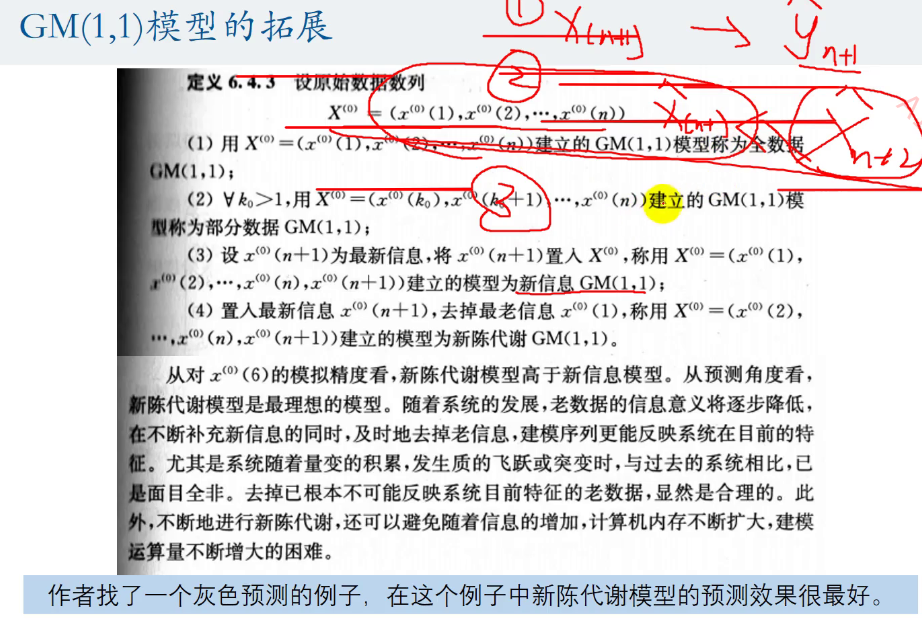 GM(1,1)模型的拓展
① X(n+1) → ŷn+1
②
定义 6.4.3 设原始数据数列
X⁽⁰⁾ = (x⁽⁰⁾(1),x⁽⁰⁾(2),…,x⁽⁰⁾(n))
X̂(n+1)
X̂n+2
(1) 用 X⁽⁰⁾=(x⁽⁰⁾(1),x⁽⁰⁾(2),…,x⁽⁰⁾(n))建立的 GM(1,1)模型称为全数据
GM(1,1);
③
(2) ∀k₀>1,用 X⁽⁰⁾=(x⁽⁰⁾(k₀),x⁽⁰⁾(k₀+1),…,x⁽⁰⁾(n))建立的 GM(1,1)模
型称为部分数据 GM(1,1);
(3) 设 x⁽⁰⁾(n+1)为最新信息,将 x⁽⁰⁾(n+1)置入 X⁽⁰⁾,称用 X⁽⁰⁾=(x⁽⁰⁾(1),
x⁽⁰⁾(2),…,x⁽⁰⁾(n),x⁽⁰⁾(n+1))建立的模型为新信息 GM(1,1);
(4) 置入最新信息 x⁽⁰⁾(n+1),去掉最老信息 x⁽⁰⁾(1),称用 X⁽⁰⁾=(x⁽⁰⁾(2),
…,x⁽⁰⁾(n),x⁽⁰⁾(n+1))建立的模型为新陈代谢 GM(1,1)。
从对 x⁽⁰⁾(6)的模拟精度看,新陈代谢模型高于新信息模型。从预测角度看,
新陈代谢模型是最理想的模型。随着系统的发展,老数据的信息意义将逐步降低,
在不断补充新信息的同时,及时地去掉老信息,建模序列更能反映系统在目前的特
征。尤其是系统随着量变的积累,发生质的飞跃或突变时,与过去的系统相比,已
是面目全非。去掉已根本不可能反映系统目前特征的老数据,显然是合理的。此
外,不断地进行新陈代谢,还可以避免随着信息的增加,计算机内存不断扩大,建模
运算量不断增大的困难。
作者找了一个灰色预测的例子，在这个例子中新陈代谢模型的预测效果很最好。